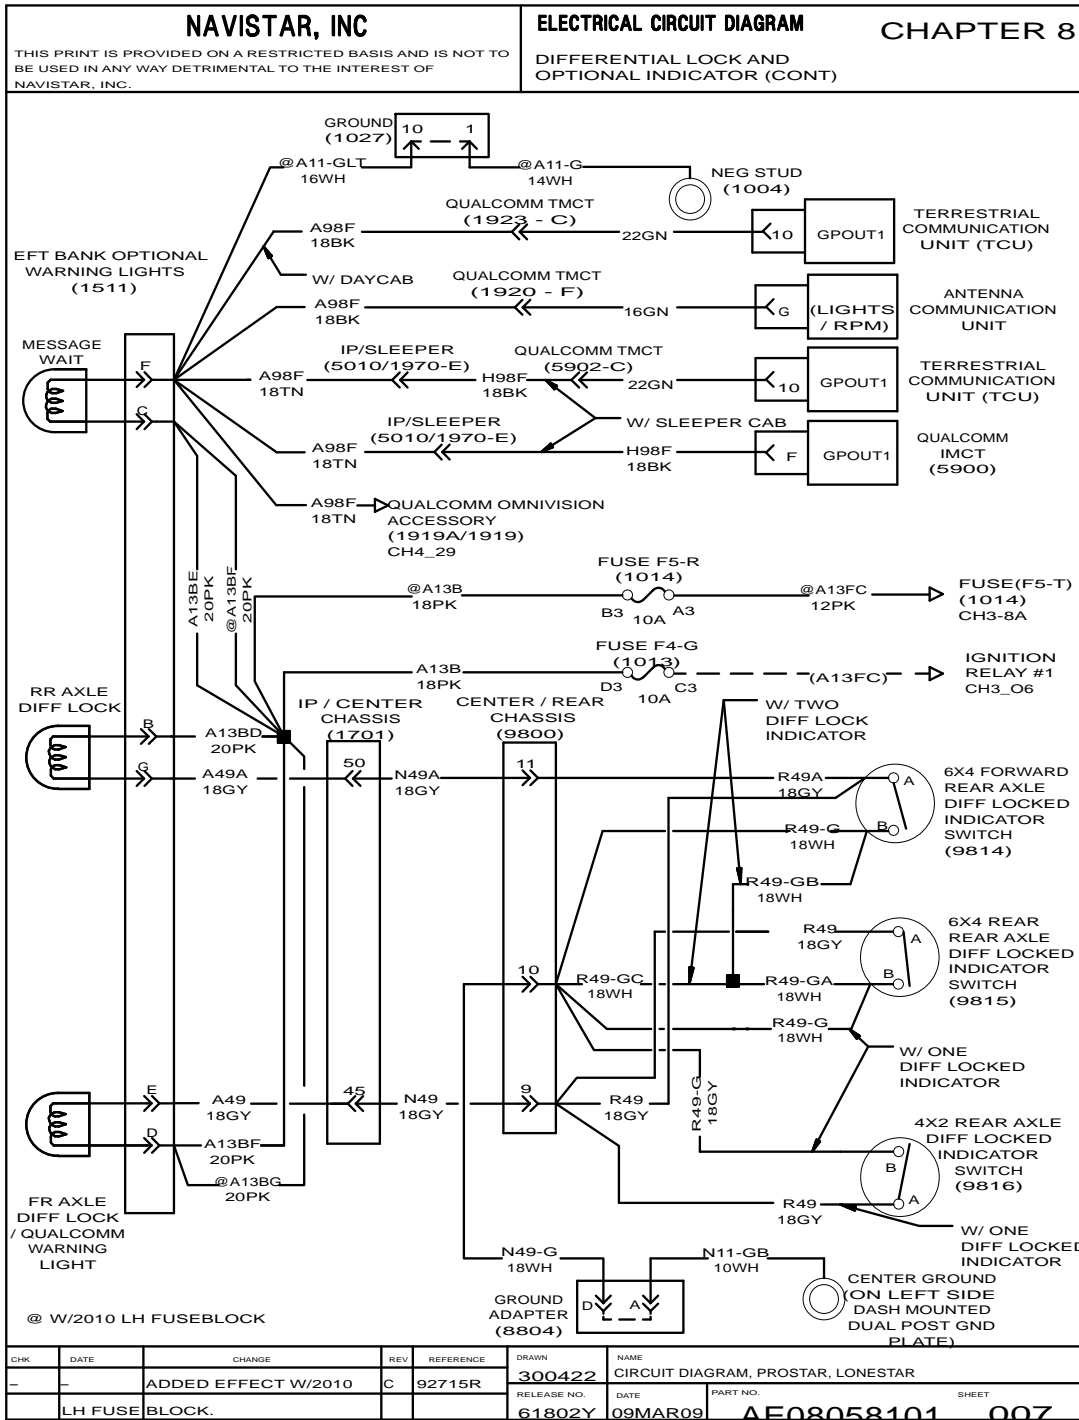 NAVISTAR, INC
THIS PRINT IS PROVIDED ON A RESTRICTED BASIS AND IS NOT TO
BE USED IN ANY WAY DETRIMENTAL TO THE INTEREST OF
NAVISTAR, INC.
ELECTRICAL CIRCUIT DIAGRAM
CHAPTER 8
DIFFERENTIAL LOCK AND
OPTIONAL INDICATOR (CONT)
GROUND
(1027)
10 1
@A11-GLT
16WH
@A11-G
14WH
NEG STUD
(1004)
QUALCOMM TMCT
(1923 - C)
A98F
18BK
22GN
10
GPOUT1
TERRESTRIAL
COMMUNICATION
UNIT (TCU)
EFT BANK OPTIONAL
WARNING LIGHTS
(1511)
W/ DAYCAB
QUALCOMM TMCT
(1920 - F)
A98F
18BK
16GN
G
(LIGHTS
/ RPM)
ANTENNA
COMMUNICATION
UNIT
MESSAGE
WAIT
F
C
IP/SLEEPER
(5010/1970-E)
QUALCOMM TMCT
(5902-C)
A98F
18TN
H98F
18BK
22GN
10
GPOUT1
TERRESTRIAL
COMMUNICATION
UNIT (TCU)
W/ SLEEPER CAB
IP/SLEEPER
(5010/1970-E)
A98F
18TN
H98F
18BK
F
GPOUT1
QUALCOMM
IMCT
(5900)
A98F
18TN
QUALCOMM OMNIVISION
ACCESSORY
(1919A/1919)
CH4_29
A13BE
20PK
@A13BF
20PK
@A13B
18PK
FUSE F5-R
(1014)
B3 10A A3
@A13FC
12PK
FUSE(F5-T)
(1014)
CH3-8A
A13B
18PK
FUSE F4-G
(1013)
D3 10A C3
(A13FC)
IGNITION
RELAY #1
CH3_O6
RR AXLE
DIFF LOCK
B
G
A13BD
20PK
A49A
18GY
IP / CENTER
CHASSIS
(1701)
50
N49A
18GY
CENTER / REAR
CHASSIS
(9800)
11
W/ TWO
DIFF LOCK
INDICATOR
R49A
18GY
A
B
R49-G
18WH
6X4 FORWARD
REAR AXLE
DIFF LOCKED
INDICATOR
SWITCH
(9814)
R49-GB
18WH
R49
18GY
A
B
6X4 REAR
REAR AXLE
DIFF LOCKED
INDICATOR
SWITCH
(9815)
10
R49-GC
18WH
R49-GA
18WH
R49-G
18WH
W/ ONE
DIFF LOCKED
INDICATOR
R49-G
18GY
E
D
A49
18GY
45
N49
18GY
9
R49
18GY
A13BF
20PK
@A13BG
20PK
4X2 REAR AXLE
DIFF LOCKED
INDICATOR
SWITCH
(9816)
B
A
R49
18GY
W/ ONE
DIFF LOCKED
INDICATOR
FR AXLE
DIFF LOCK
/ QUALCOMM
WARNING
LIGHT
N49-G
18WH
N11-GB
10WH
GROUND
ADAPTER
(8804)
D A
CENTER GROUND
(ON LEFT SIDE
DASH MOUNTED
DUAL POST GND
PLATE)
@ W/2010 LH FUSEBLOCK
CHK DATE CHANGE REV REFERENCE
– – ADDED EFFECT W/2010 C 92715R
LH FUSE BLOCK.
DRAWN
300422
NAME
CIRCUIT DIAGRAM, PROSTAR, LONESTAR
RELEASE NO.
61802Y
DATE
09MAR09
PART NO.
AE08058101
SHEET
007